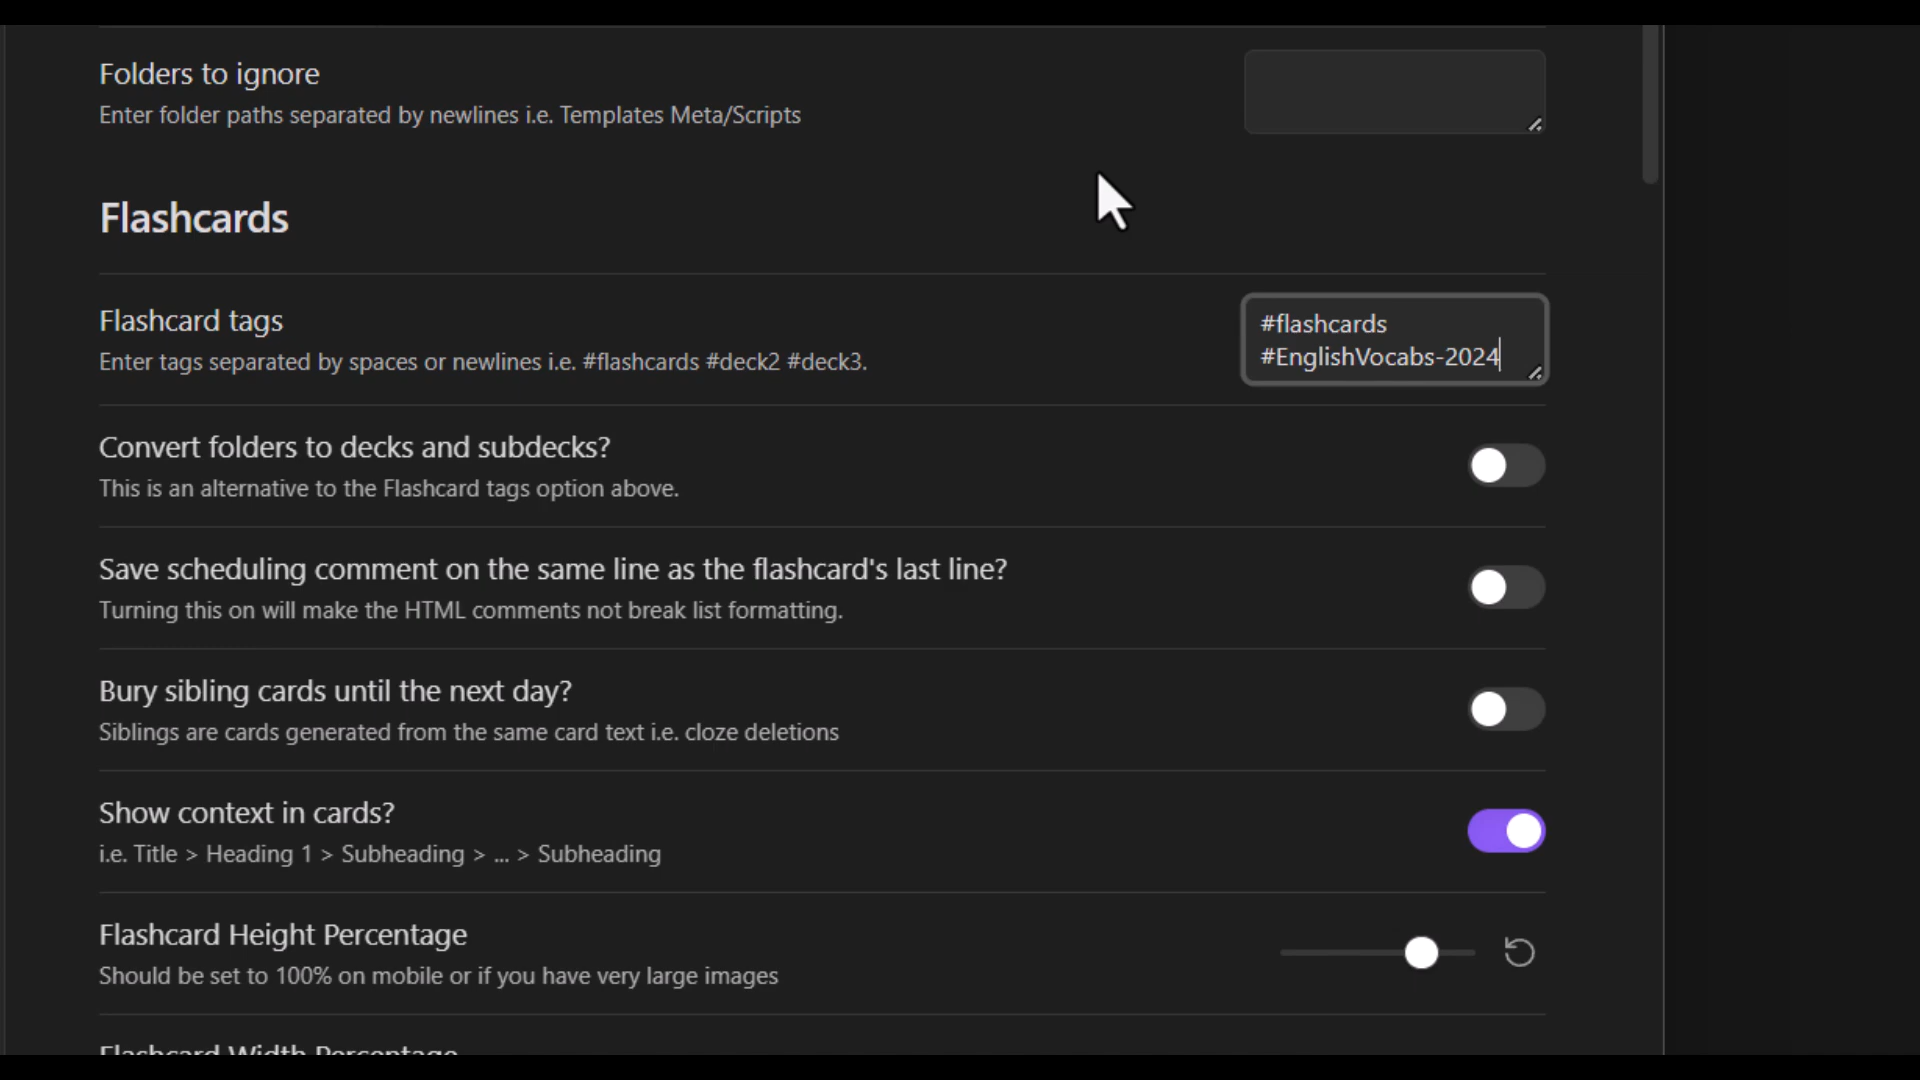 Folders to ignore
Enter folder paths separated by newlines i.e. Templates Meta/Scripts
Flashcards
Flashcard tags
Enter tags separated by spaces or newlines i.e. #flashcards #deck2 #deck3.
#flashcards
#EnglishVocabs-2024
Convert folders to decks and subdecks?
This is an alternative to the Flashcard tags option above.
Save scheduling comment on the same line as the flashcard's last line?
Turning this on will make the HTML comments not break list formatting.
Bury sibling cards until the next day?
Siblings are cards generated from the same card text i.e. cloze deletions
Show context in cards?
i.e. Title > Heading 1 > Subheading > ... > Subheading
Flashcard Height Percentage
Should be set to 100% on mobile or if you have very large images
Flashcard Width Percentage